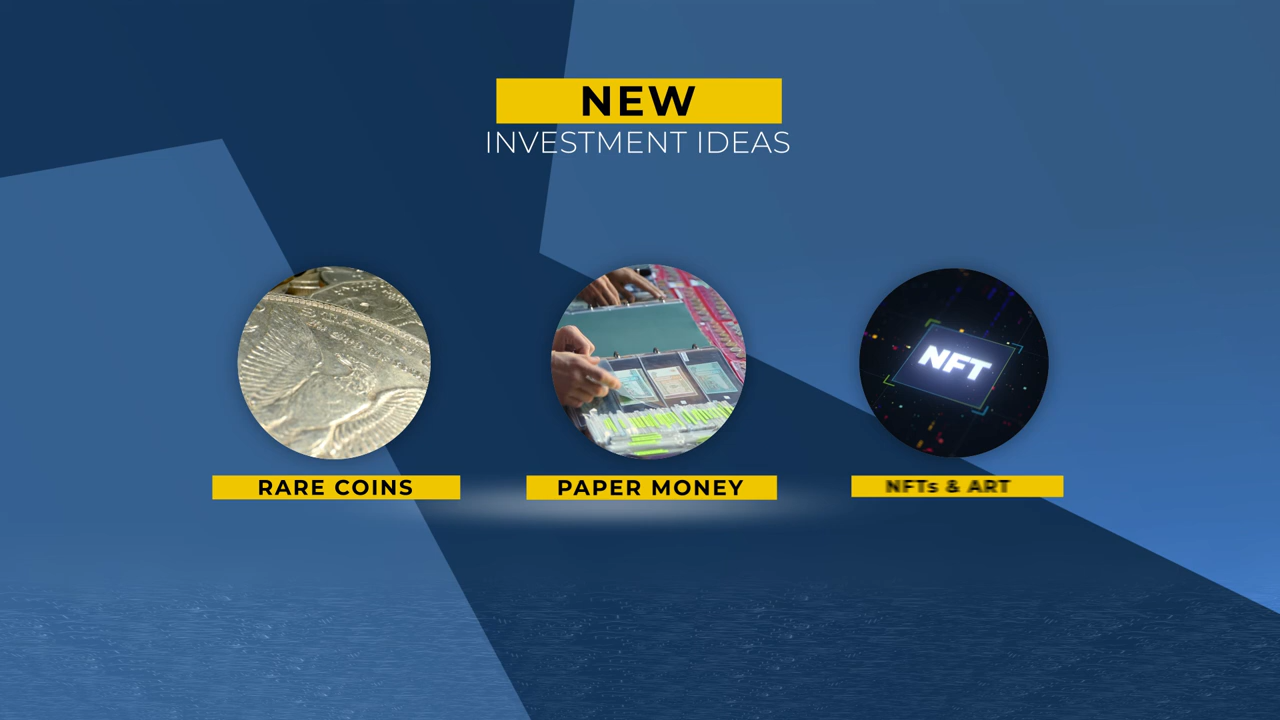 NEW
INVESTMENT IDEAS
NFT
RARE COINS
PAPER MONEY
NFTs & ART